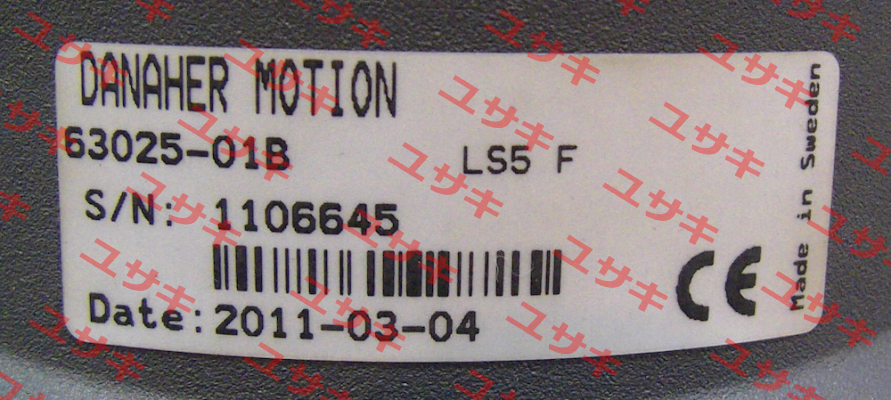 DANAHER MOTION
63025-01B LS5 F
S/N: 1106645
Date: 2011-03-04
CE
Made in Sweden
ユサキ